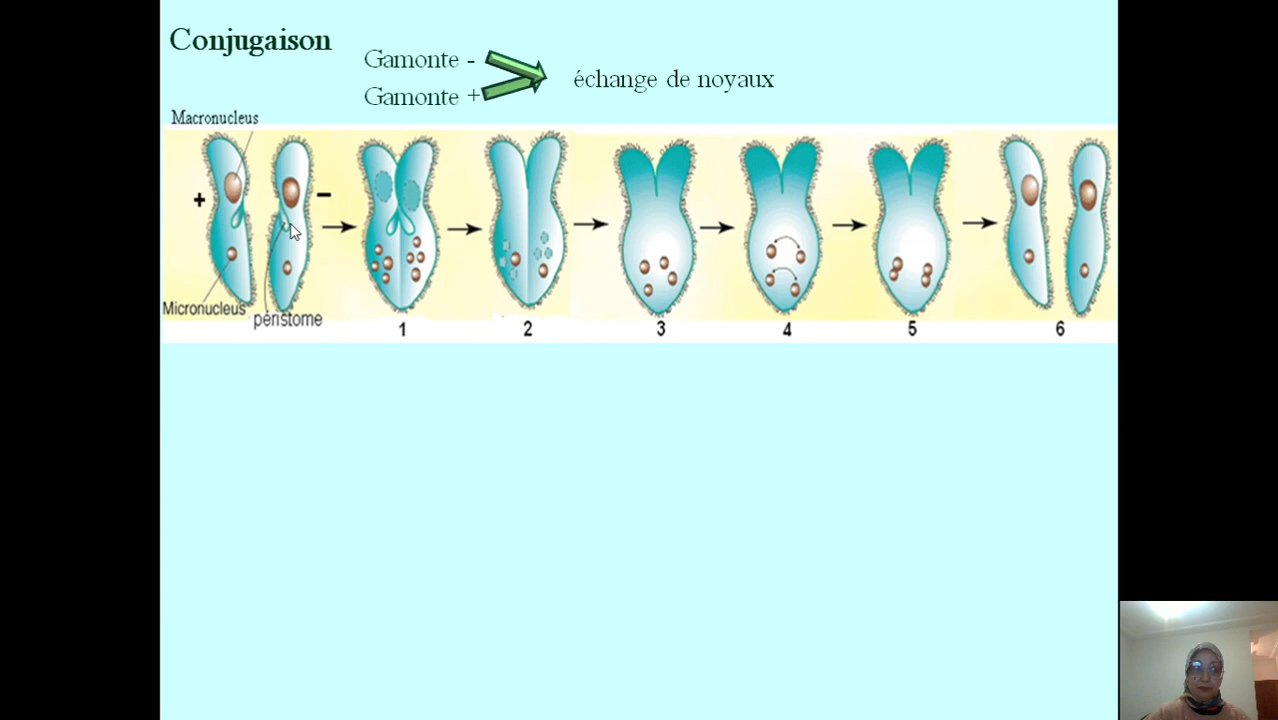 Conjugaison
Gamonte -
Gamonte +
échange de noyaux
Macronucleus
+
–
Micronucleus
péristome
1
2
3
4
5
6